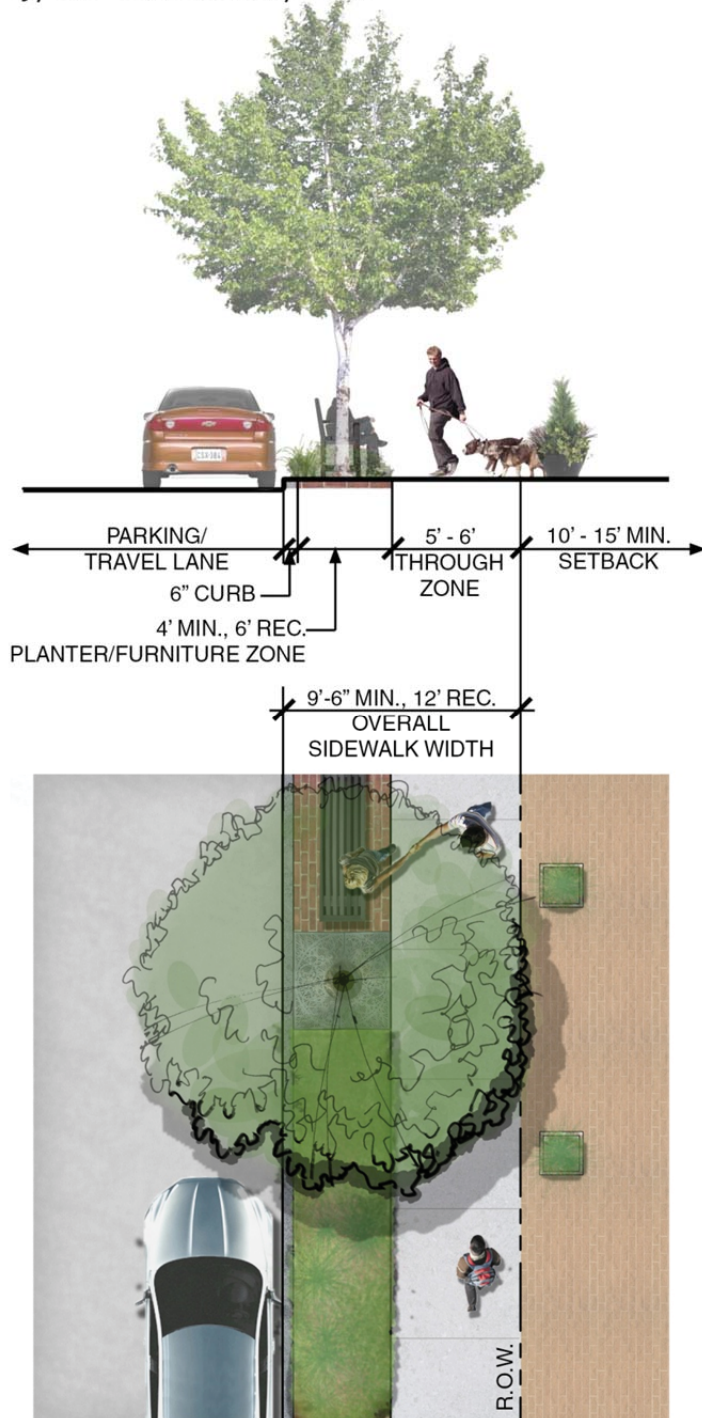 PARKING/
TRAVEL LANE
6” CURB
4’ MIN., 6’ REC.
PLANTER/FURNITURE ZONE
5’ - 6’
THROUGH
ZONE
10’ - 15’ MIN.
SETBACK
9’-6” MIN., 12’ REC.
OVERALL
SIDEWALK WIDTH
R.O.W.